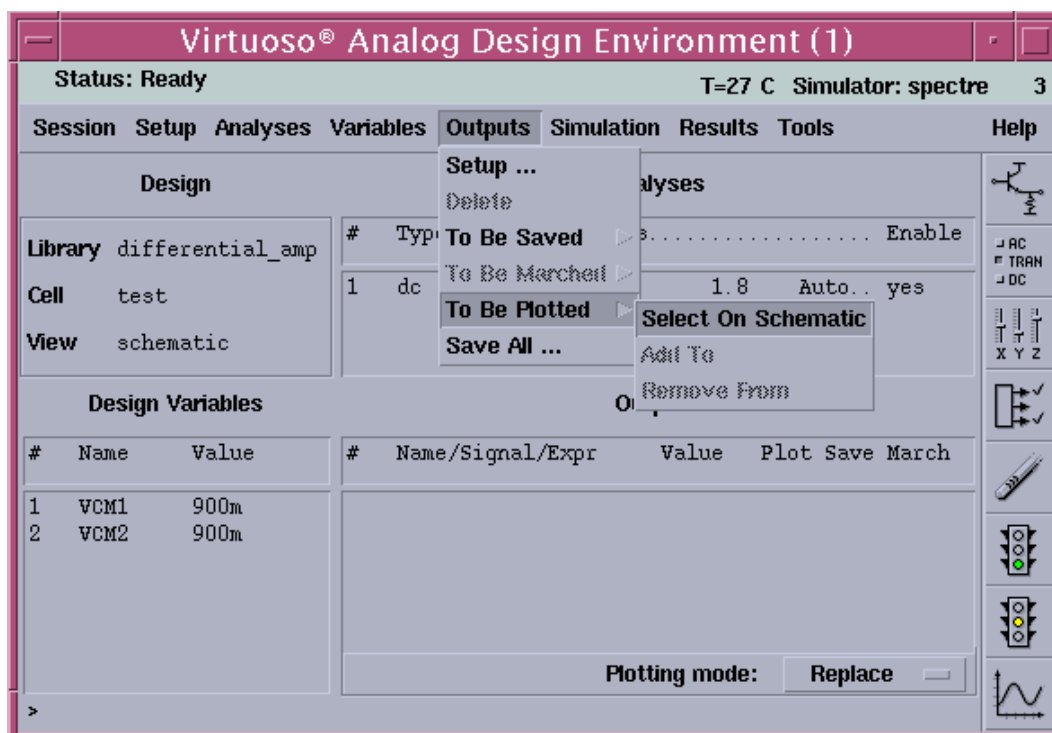 Virtuoso® Analog Design Environment (1)
Status: Ready T=27 C Simulator: spectre 3
Session Setup Analyses Variables Outputs Simulation Results Tools Help
Design
Setup ...
Delete
To Be Saved
To Be Marched
To Be Plotted
Save All ...
Select On Schematic
Add To
Remove From
Library differential_amp
Cell test
View schematic
# Enable
1 dc 1.8 Auto.. yes
AC
TRAN
DC
X Y Z
Design Variables
# Name Value
1 VCM1 900m
2 VCM2 900m
# Name/Signal/Expr Value Plot Save March
Plotting mode: Replace
>